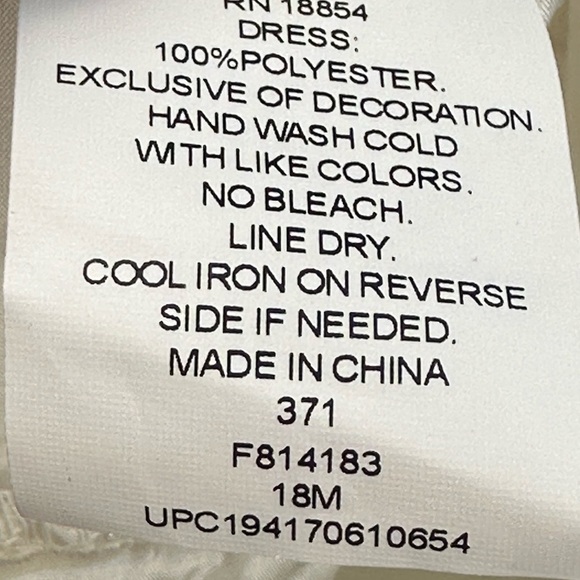 RN 18854
DRESS:
100%POLYESTER.
EXCLUSIVE OF DECORATION.
HAND WASH COLD
WITH LIKE COLORS.
NO BLEACH.
LINE DRY.
COOL IRON ON REVERSE
SIDE IF NEEDED.
MADE IN CHINA
371
F814183
18M
UPC194170610654